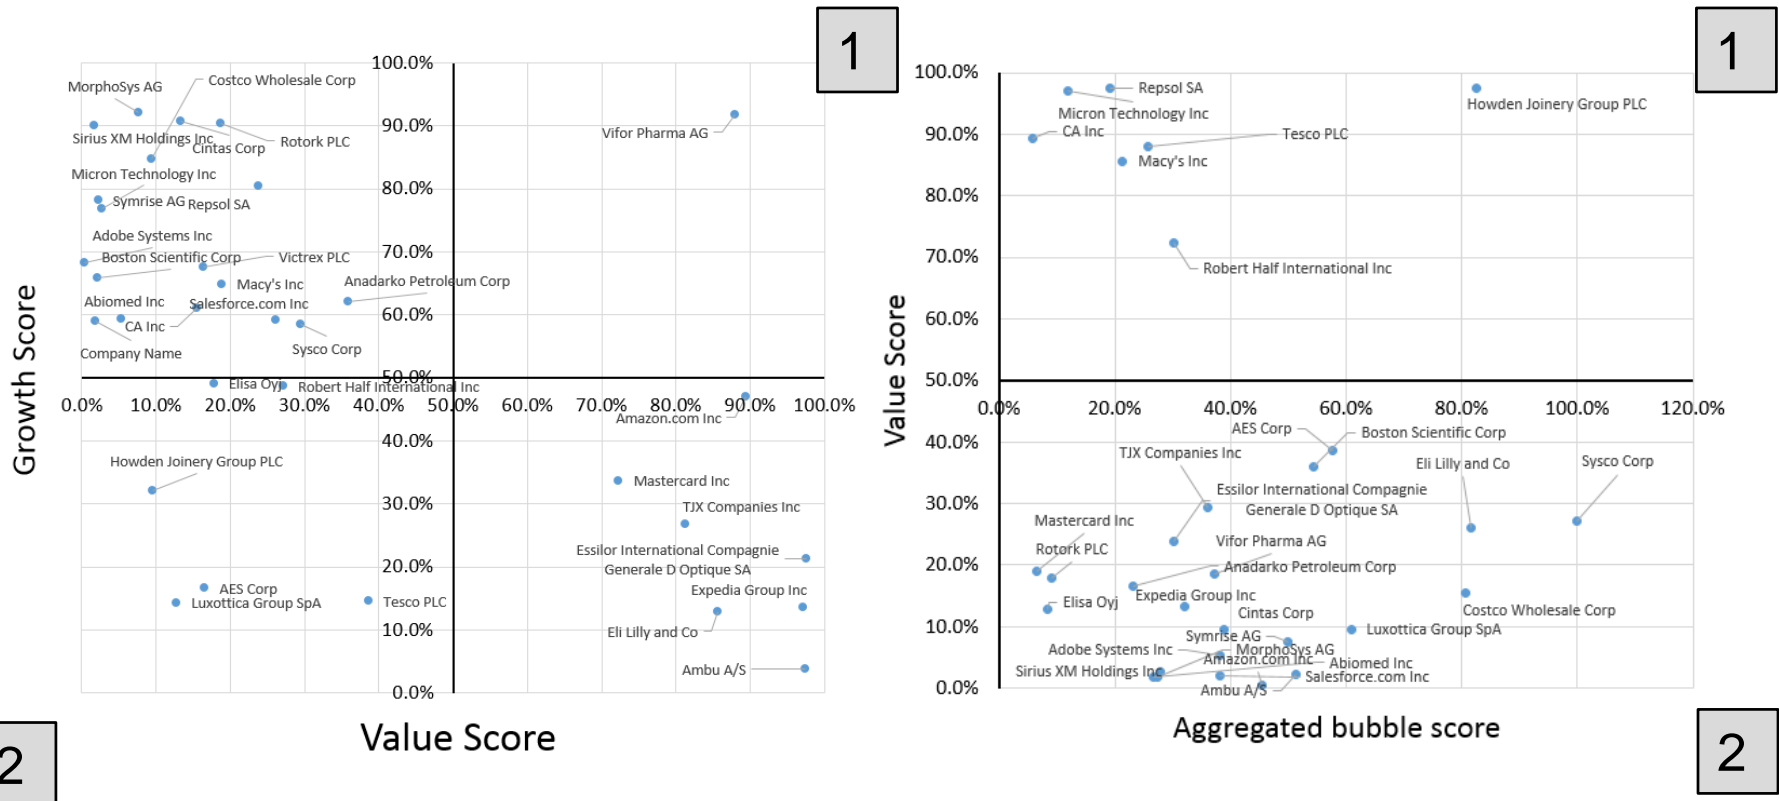 1
100.0%
Costco Wholesale Corp
MorphoSys AG
90.0%
Sirius XM Holdings Inc
Cintas Corp
Rotork PLC
Vifor Pharma AG
Micron Technology Inc
80.0%
Symrise AG
Repsol SA
Adobe Systems Inc
70.0%
Boston Scientific Corp
Victrex PLC
Macy's Inc
Anadarko Petroleum Corp
Abiomed Inc
Salesforce.com Inc
60.0%
CA Inc
Company Name
Sysco Corp
50.0%
Elisa Oyj
Robert Half International Inc
0.0%
10.0%
20.0%
30.0%
40.0%
50.0%
60.0%
70.0%
80.0%
90.0%
100.0%
Amazon.com Inc
40.0%
Howden Joinery Group PLC
Mastercard Inc
30.0%
TJX Companies Inc
Essilor International Compagnie
Generale D Optique SA
20.0%
Expedia Group Inc
AES Corp
Luxottica Group SpA
Tesco PLC
10.0%
Eli Lilly and Co
Ambu A/S
0.0%
Growth Score
Value Score
2
1
100.0%
Repsol SA
Howden Joinery Group PLC
Micron Technology Inc
90.0%
CA Inc
Tesco PLC
Macy's Inc
80.0%
70.0%
Robert Half International Inc
60.0%
50.0%
0.0%
20.0%
40.0%
60.0%
80.0%
100.0%
120.0%
AES Corp
Boston Scientific Corp
40.0%
TJX Companies Inc
Eli Lilly and Co
Sysco Corp
30.0%
Essilor International Compagnie
Generale D Optique SA
Mastercard Inc
Rotork PLC
Vifor Pharma AG
20.0%
Anadarko Petroleum Corp
Elisa Oyj
Expedia Group Inc
Cintas Corp
Costco Wholesale Corp
10.0%
Luxottica Group SpA
Symrise AG
Adobe Systems Inc
MorphoSys AG
Amazon.com Inc
Abiomed Inc
Sirius XM Holdings Inc
Salesforce.com Inc
0.0%
Ambu A/S
Value Score
Aggregated bubble score
2